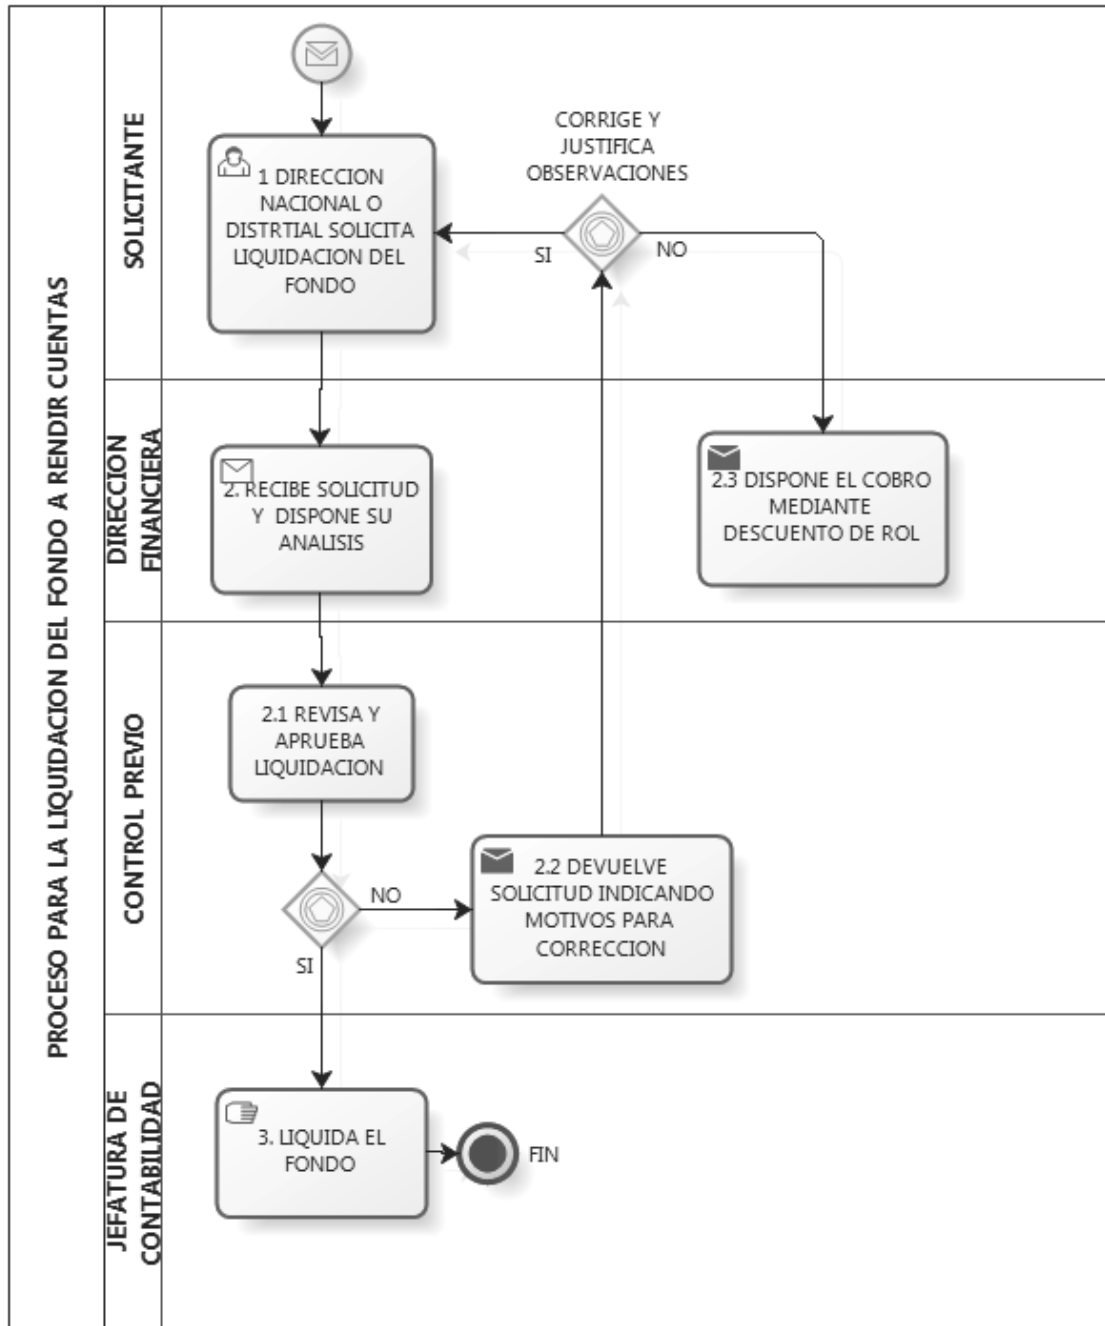 PROCESO PARA LA LIQUIDACION DEL FONDO A RENDIR CUENTAS
SOLICITANTE
CORRIGE Y
JUSTIFICA
OBSERVACIONES
1 DIRECCION
NACIONAL O
DISTRTIAL SOLICITA
LIQUIDACION DEL
FONDO
SI
NO
DIRECCION
FINANCIERA
2. RECIBE SOLICITUD
Y DISPONE SU
ANALISIS
2.3 DISPONE EL COBRO
MEDIANTE
DESCUENTO DE ROL
CONTROL PREVIO
2.1 REVISA Y
APRUEBA
LIQUIDACION
NO
SI
2.2 DEVUELVE
SOLICITUD INDICANDO
MOTIVOS PARA
CORRECCION
JEFATURA DE
CONTABILIDAD
3. LIQUIDA EL
FONDO
FIN